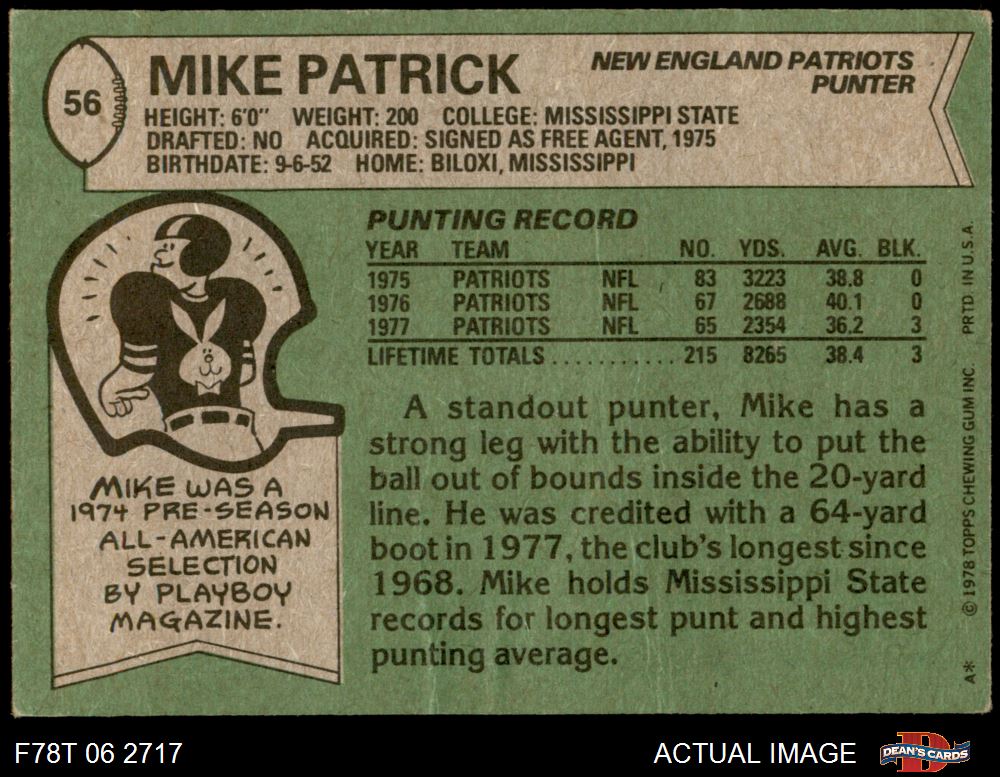 56
MIKE PATRICK
NEW ENGLAND PATRIOTS
PUNTER
HEIGHT: 6'0" WEIGHT: 200 COLLEGE: MISSISSIPPI STATE
DRAFTED: NO ACQUIRED: SIGNED AS FREE AGENT, 1975
BIRTHDATE: 9-6-52 HOME: BILOXI, MISSISSIPPI
PUNTING RECORD
YEAR TEAM NO. YDS. AVG. BLK.
1975 PATRIOTS NFL 83 3223 38.8 0
1976 PATRIOTS NFL 67 2688 40.1 0
1977 PATRIOTS NFL 65 2354 36.2 3
LIFETIME TOTALS ........... 215 8265 38.4 3
A standout punter, Mike has a
strong leg with the ability to put the
ball out of bounds inside the 20-yard
line. He was credited with a 64-yard
boot in 1977, the club's longest since
1968. Mike holds Mississippi State
records for longest punt and highest
punting average.
MIKE WAS A
1974 PRE-SEASON
ALL-AMERICAN
SELECTION
BY PLAYBOY
MAGAZINE.
A* © 1978 TOPPS CHEWING GUM INC. PRTD. IN U.S.A.
F78T 06 2717
ACTUAL IMAGE
D
DEAN'S CARDS